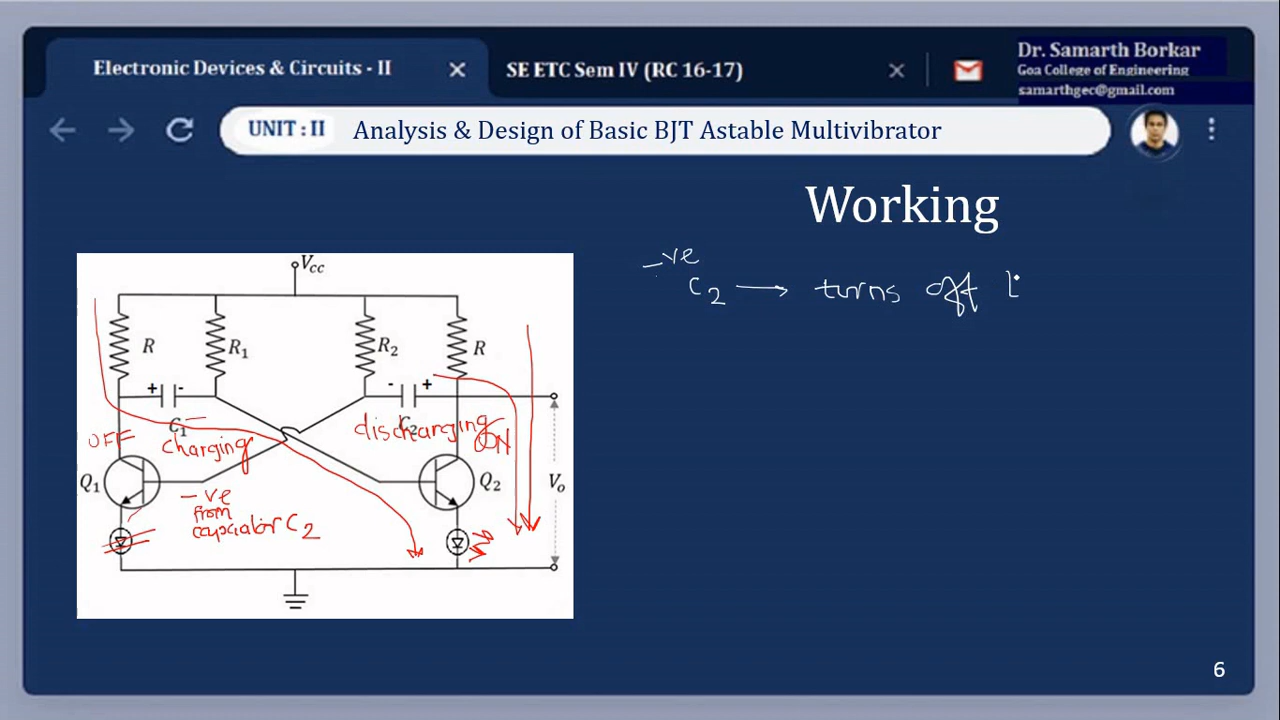 Electronic Devices & Circuits - II
SE ETC Sem IV (RC 16-17)
Dr. Samarth Borkar
Goa College of Engineering
samarthgec@gmail.com
UNIT : II
Analysis & Design of Basic BJT Astable Multivibrator
Working
-ve
C2 → turns off
Vcc
R
R1
R2
R
+ -
- +
C1
C2
OFF
charging
discharging
ON
Q1
Q2
Vo
-ve
from
capaciator C2
6